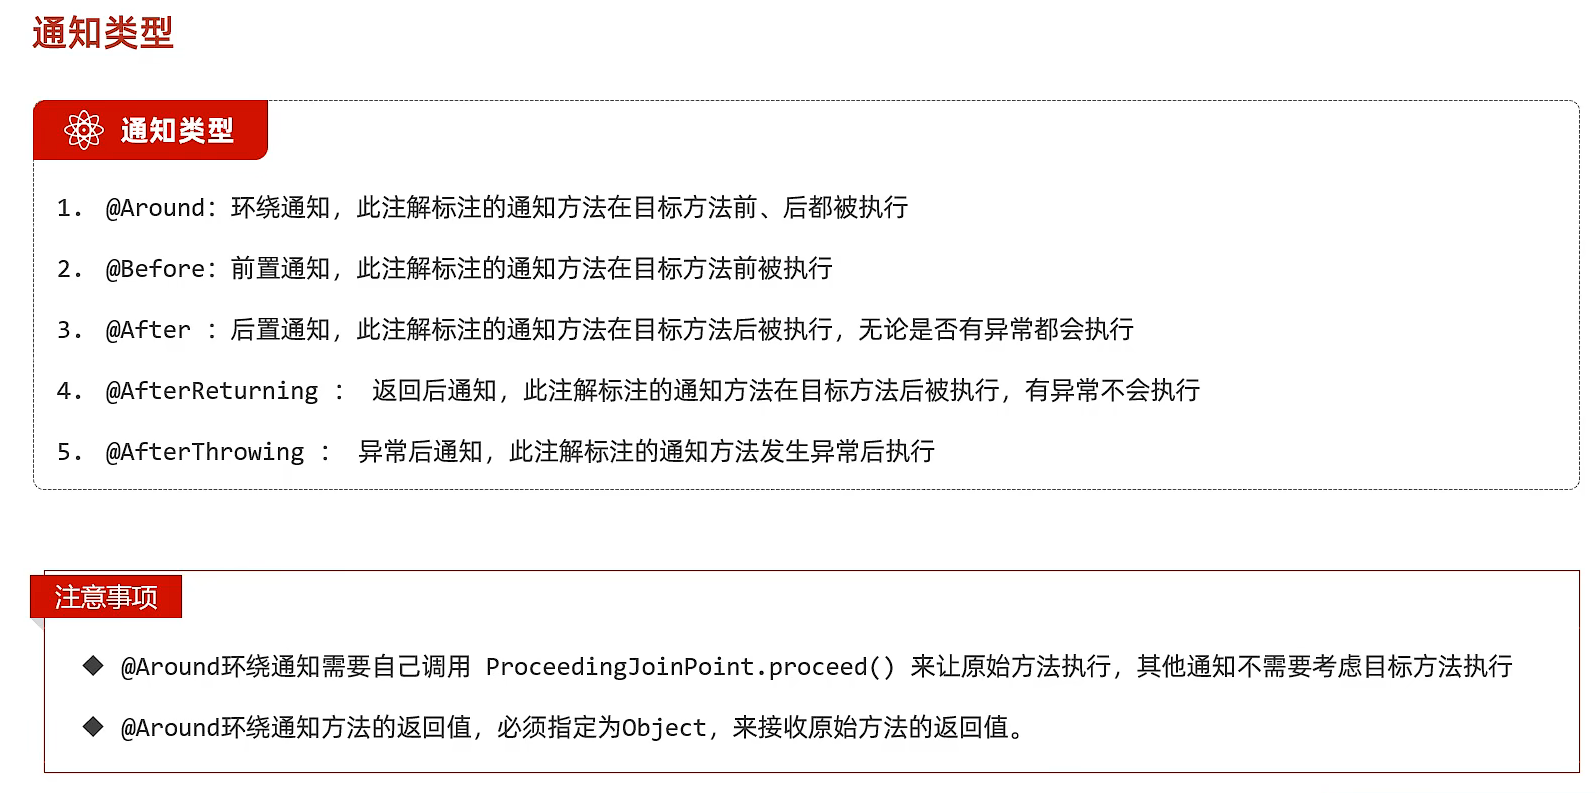 通知类型
通知类型
1. @Around：环绕通知，此注解标注的通知方法在目标方法前、后都被执行
2. @Before：前置通知，此注解标注的通知方法在目标方法前被执行
3. @After ：后置通知，此注解标注的通知方法在目标方法后被执行，无论是否有异常都会执行
4. @AfterReturning ： 返回后通知，此注解标注的通知方法在目标方法后被执行，有异常不会执行
5. @AfterThrowing ： 异常后通知，此注解标注的通知方法发生异常后执行
注意事项
◆ @Around环绕通知需要自己调用 ProceedingJoinPoint.proceed() 来让原始方法执行，其他通知不需要考虑目标方法执行
◆ @Around环绕通知方法的返回值，必须指定为Object，来接收原始方法的返回值。